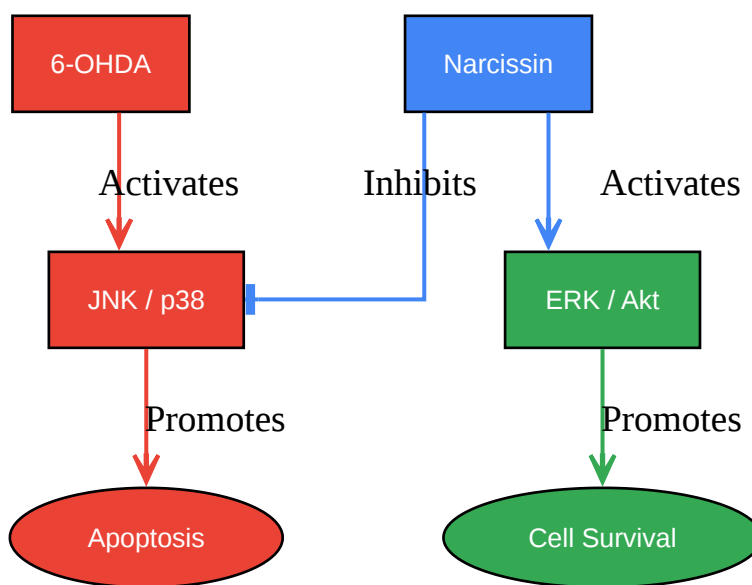 6-OHDA
Narcissin
Activates
Inhibits
Activates
JNK / p38
ERK / Akt
Promotes
Promotes
Apoptosis
Cell Survival